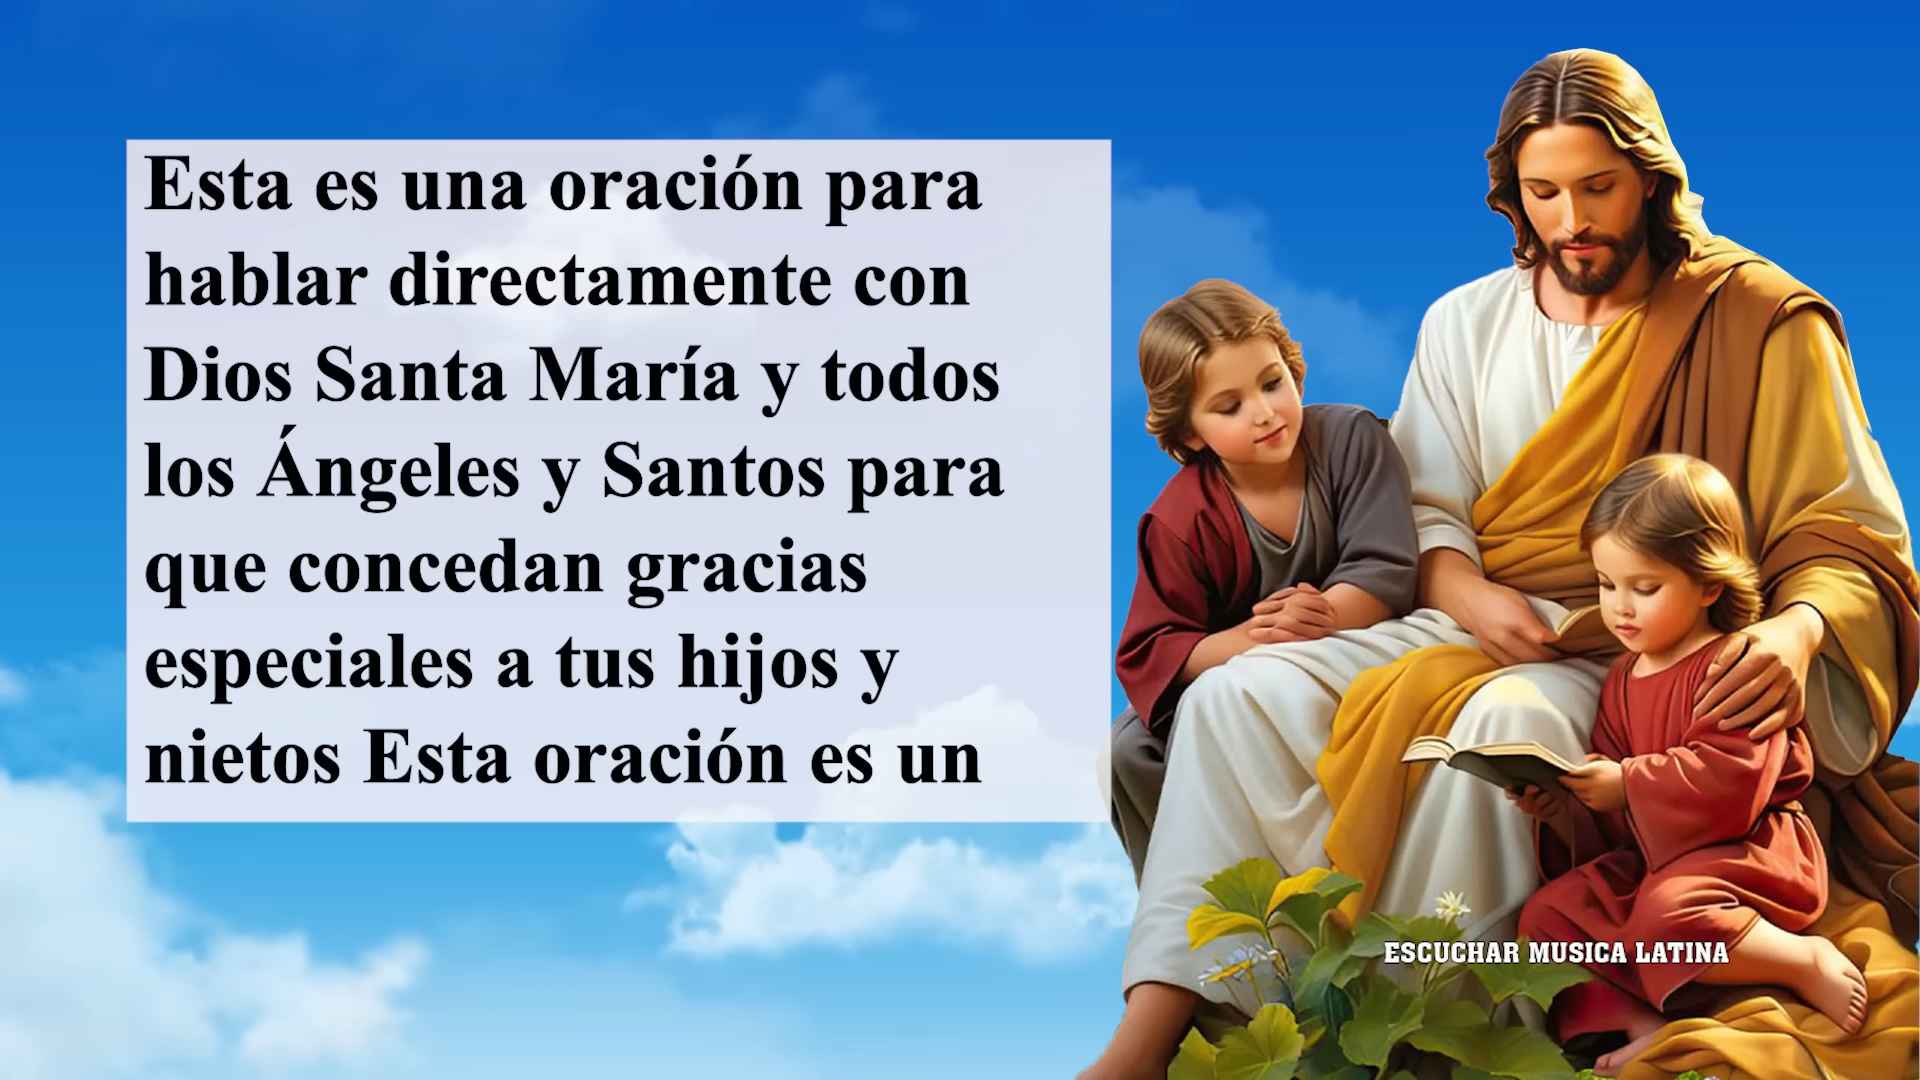 Esta es una oración para
hablar directamente con
Dios Santa María y todos
los Ángeles y Santos para
que concedan gracias
especiales a tus hijos y
nietos Esta oración es un
ESCUCHAR MUSICA LATINA